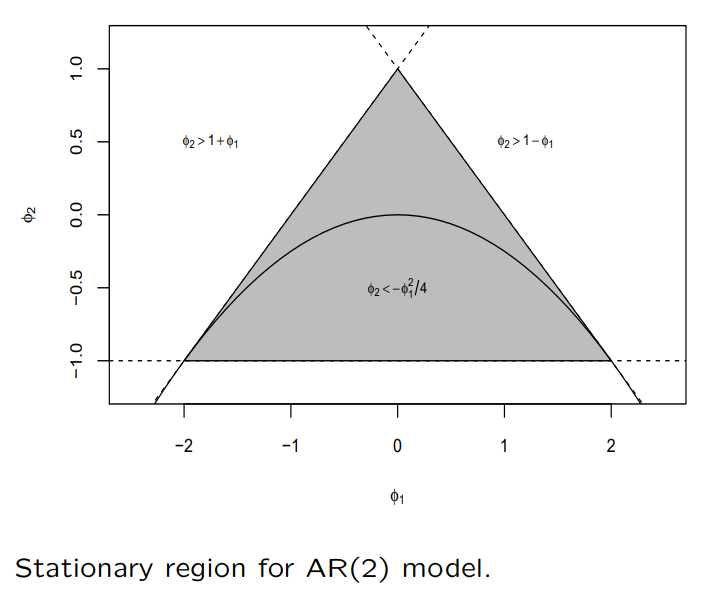 1.0
0.5
0.0
−0.5
−1.0
ϕ₂
ϕ₂ > 1 + ϕ₁
ϕ₂ > 1 − ϕ₁
ϕ₂ < −ϕ₁²/4
−2 −1 0 1 2
ϕ₁
Stationary region for AR(2) model.